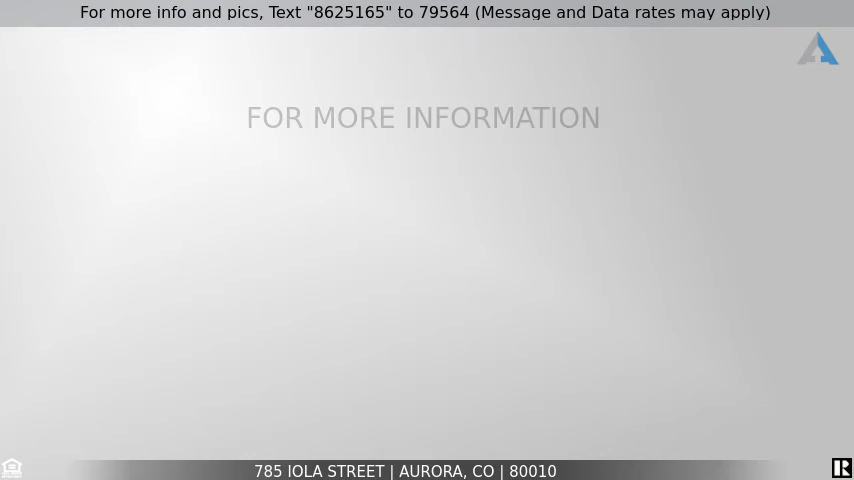 For more info and pics, Text "8625165" to 79564 (Message and Data rates may apply)
FOR MORE INFORMATION
785 IOLA STREET | AURORA, CO | 80010